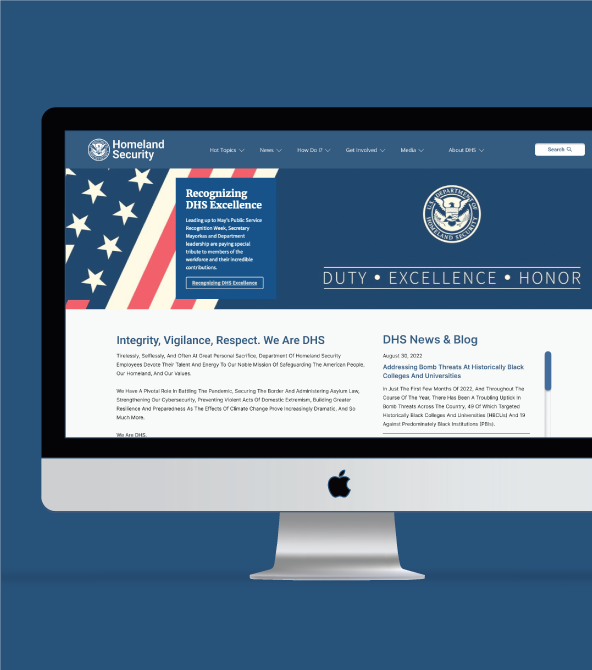 Homeland
Security
Hot Topics
News
How Do I?
Get Involved
Media
About DHS
Search
Recognizing
DHS Excellence
Leading up to May's Public Service
Recognition Week, Secretary
Mayorkas and Department
leadership are paying special
tribute to members of the
workforce and their incredible
contributions.
Recognizing DHS Excellence
U.S. DEPARTMENT OF
HOMELAND SECURITY
DUTY • EXCELLENCE • HONOR
Integrity, Vigilance, Respect. We Are DHS
Tirelessly, Selflessly, And Often At Great Personal Sacrifice, Department Of Homeland Security
Employees Devote Their Talent And Energy To Our Noble Mission Of Safeguarding The American People,
Our Homeland, And Our Values.
We Have A Pivotal Role In Battling The Pandemic, Securing The Border And Administering Asylum Law,
Strengthening Our Cybersecurity, Preventing Violent Acts Of Domestic Extremism, Building Greater
Resilience And Preparedness As The Effects Of Climate Change Prove Increasingly Dramatic. And So
Much More.
We Are DHS.
DHS News & Blog
August 30, 2022
Addressing Bomb Threats At Historically Black
Colleges And Universities
In Just The First Few Months Of 2022, And Throughout The
Course Of The Year, There Has Been A Troubling Uptick In
Bomb Threats Across The Country, 49 Of Which Targeted
Historically Black Colleges And Universities (HBCUs) And 19
Against Predominately Black Institutions (PBIs).